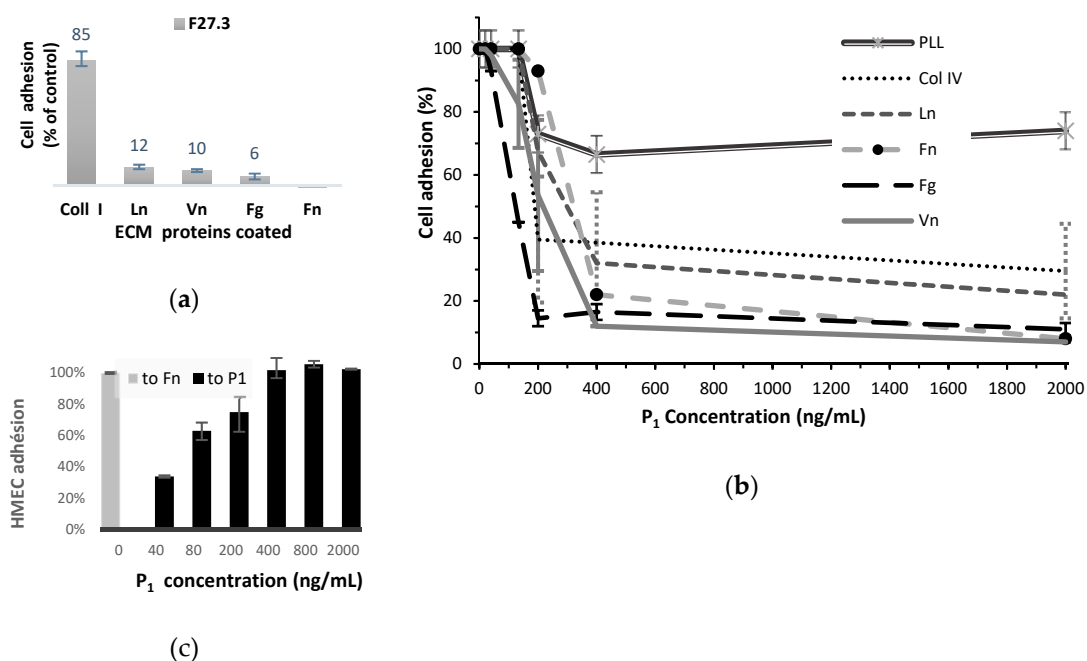 F27.3
85
12
10
6
Cell adhesion
(% of control)
Coll I Ln Vn Fg Fn
ECM proteins coated
(a)
100
80
60
40
20
0
Cell adhesion (%)
PLL
Col IV
Ln
Fn
Fg
Vn
0 200 400 600 800 1000 1200 1400 1600 1800 2000
P1 Concentration (ng/mL)
(b)
to Fn to P1
100%
80%
60%
40%
20%
0%
HMEC adhésion
0 40 80 200 400 800 2000
P1 concentration (ng/mL)
(c)